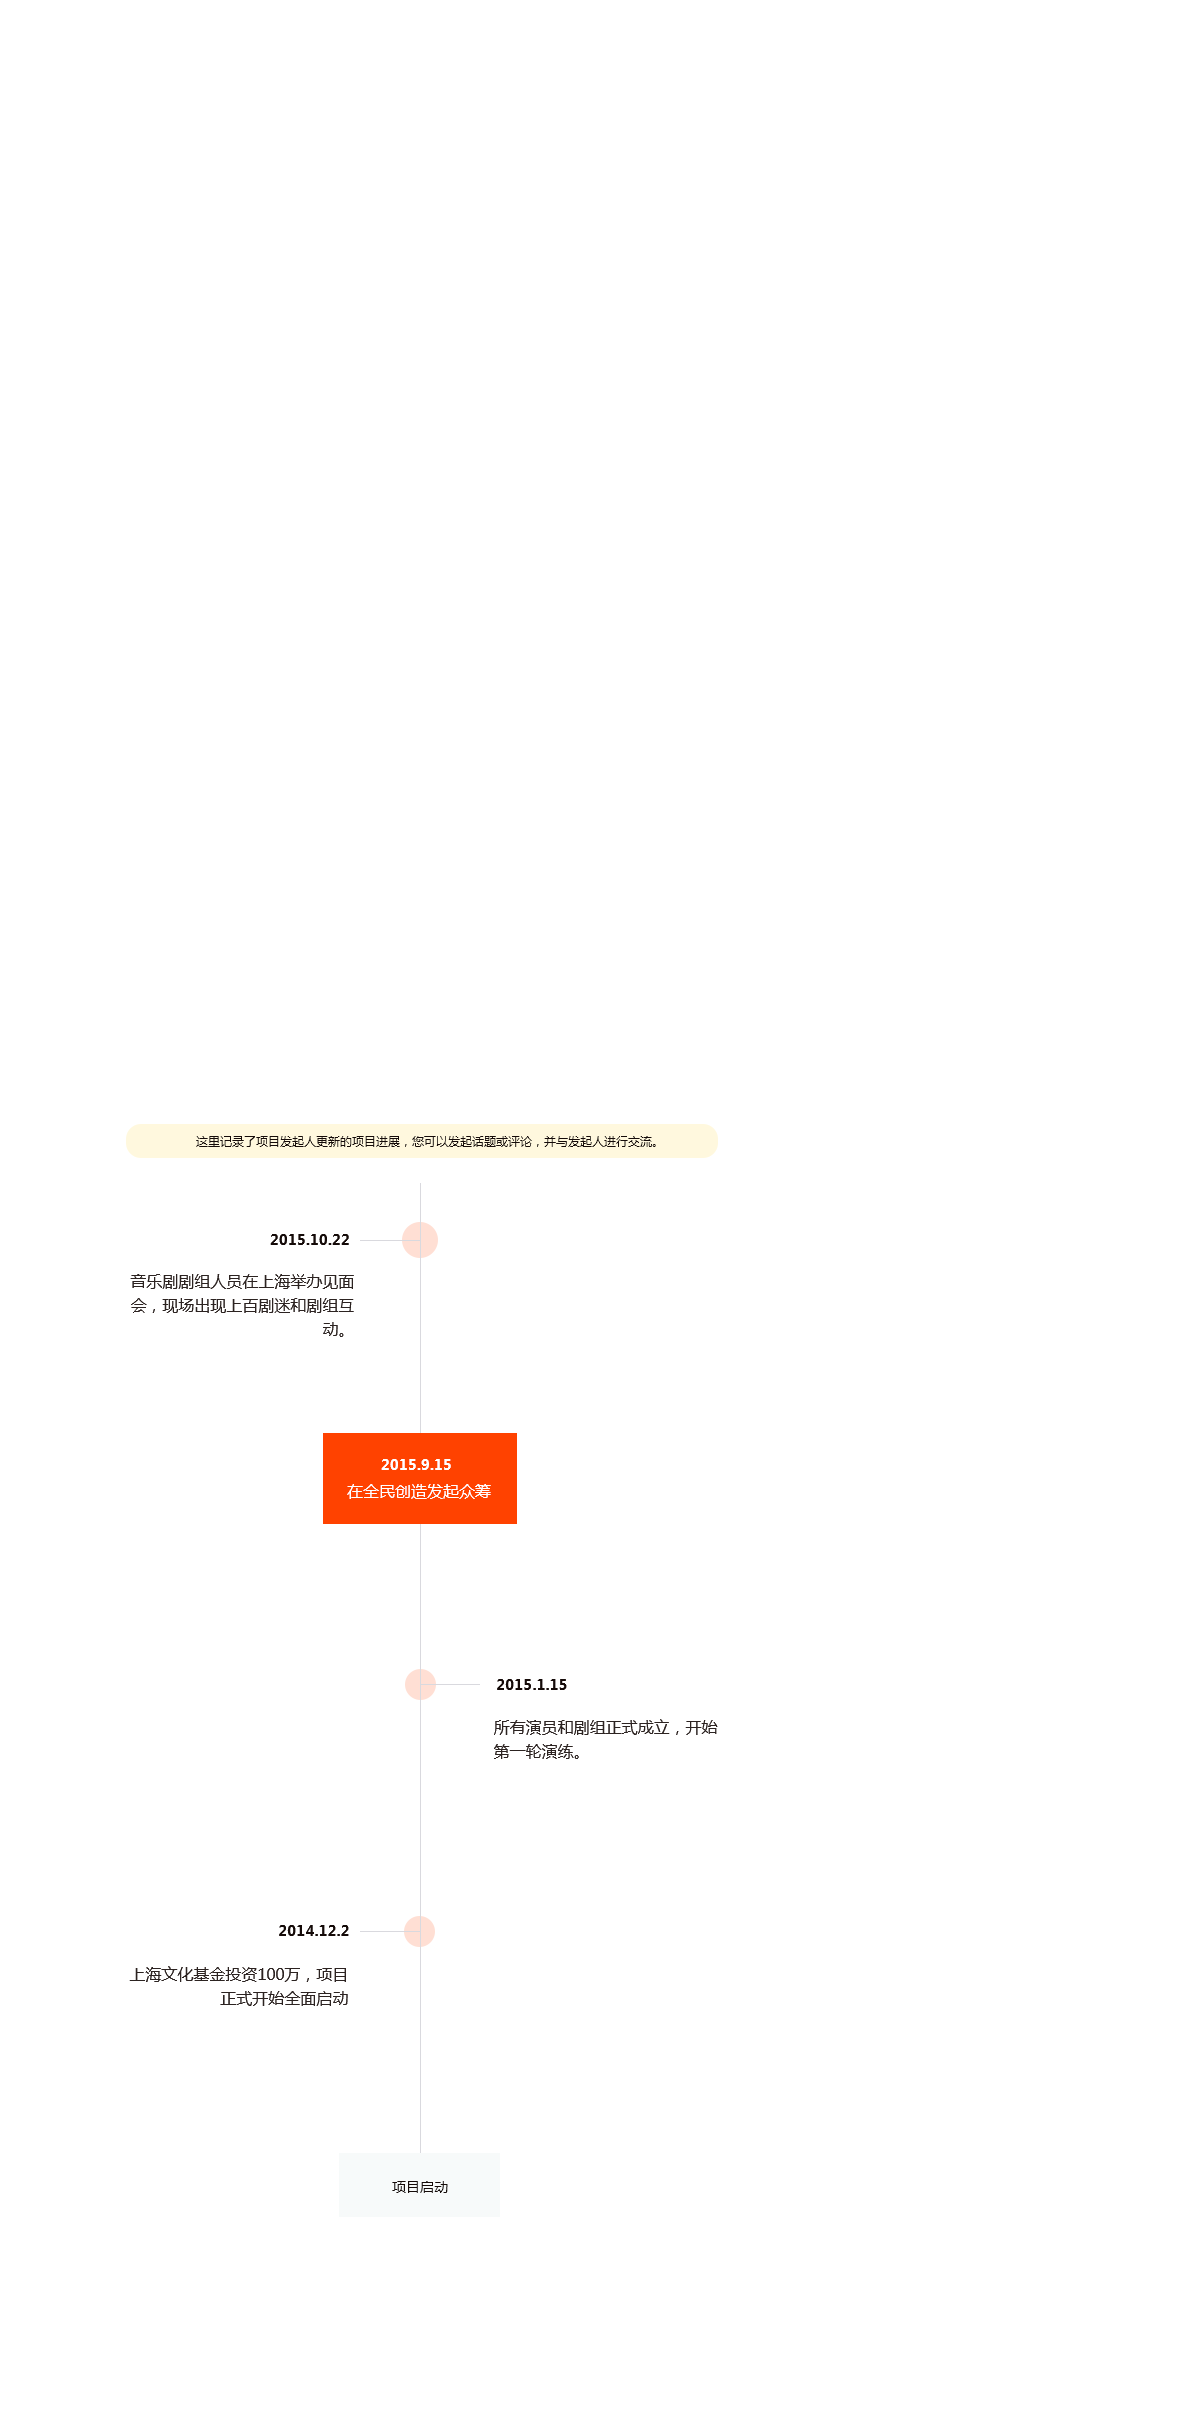 这里记录了项目发起人更新的项目进展，您可以发起话题或评论，并与发起人进行交流。
2015.10.22
音乐剧剧组人员在上海举办见面
会，现场出现上百剧迷和剧组互
动。
2015.9.15
在全民创造发起众筹
2015.1.15
所有演员和剧组正式成立，开始
第一轮演练。
2014.12.2
上海文化基金投资100万，项目
正式开始全面启动
项目启动